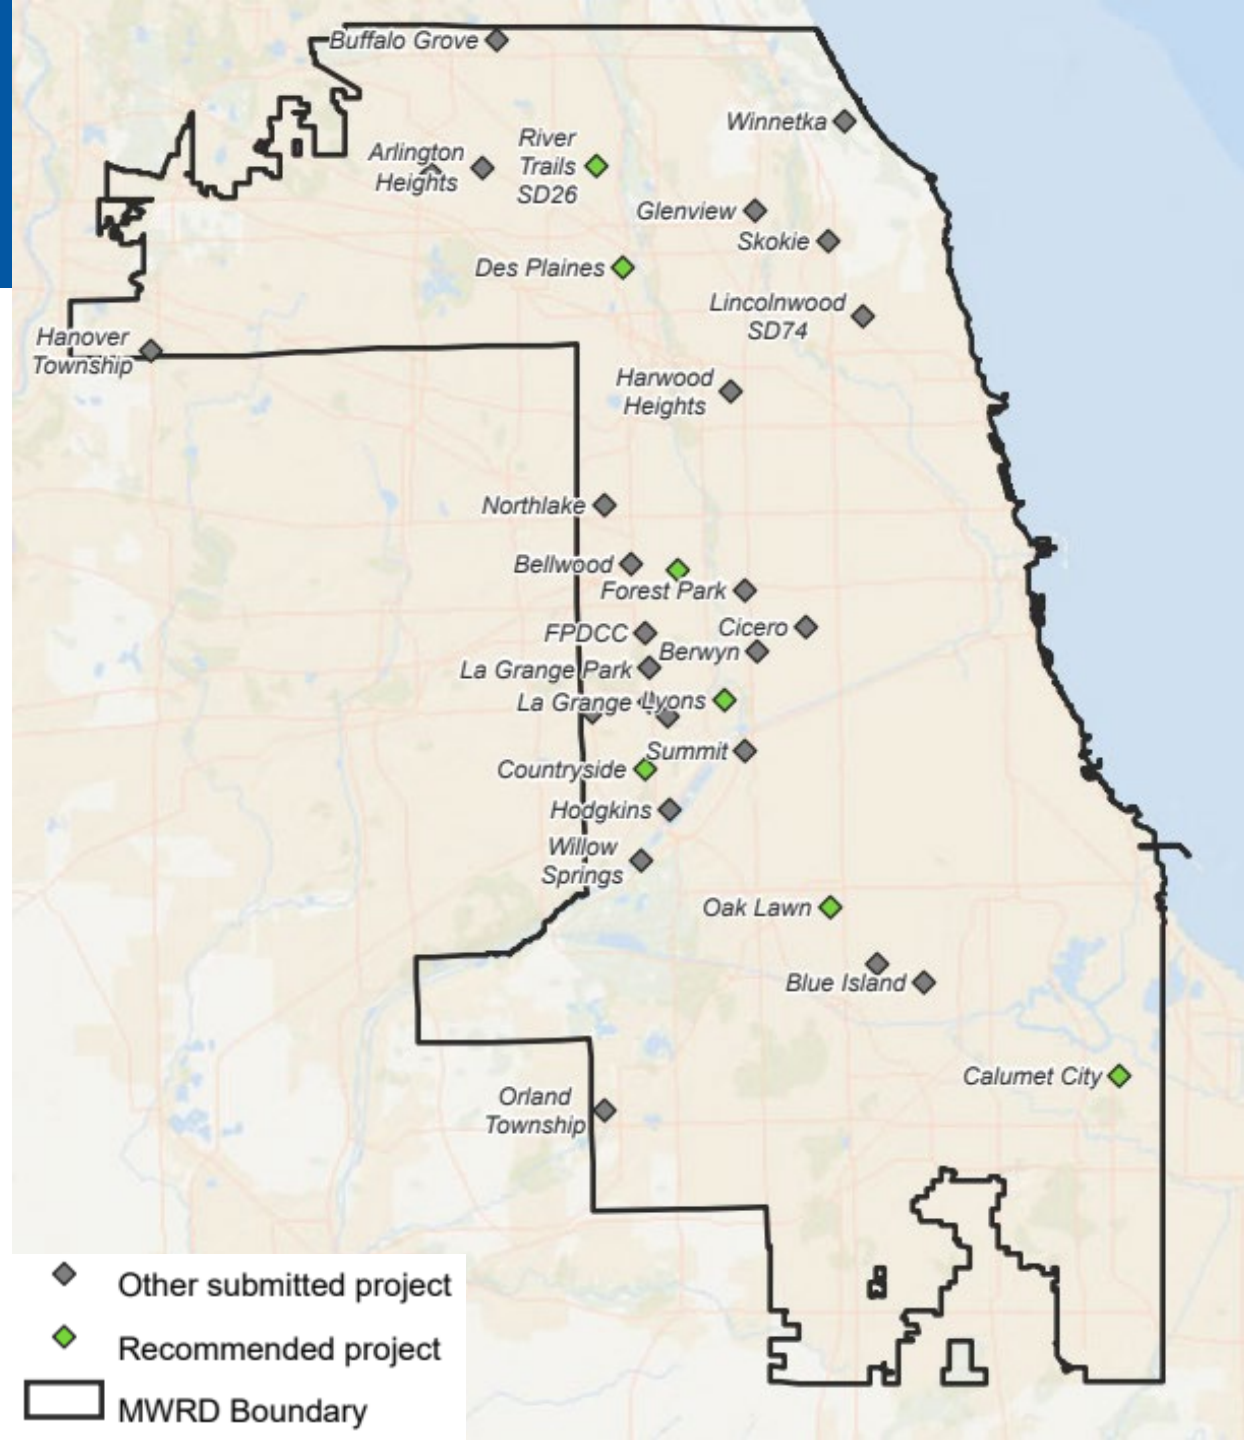 Buffalo Grove
Winnetka
River
Trails
SD26
Arlington
Heights
Glenview
Skokie
Des Plaines
Lincolnwood
SD74
Hanover
Township
Harwood
Heights
Northlake
Bellwood
Forest Park
FPDCC
Cicero
Berwyn
La Grange Park
La Grange
Lyons
Summit
Countryside
Hodgkins
Willow
Springs
Oak Lawn
Blue Island
Calumet City
Orland
Township
Other submitted project
Recommended project
MWRD Boundary